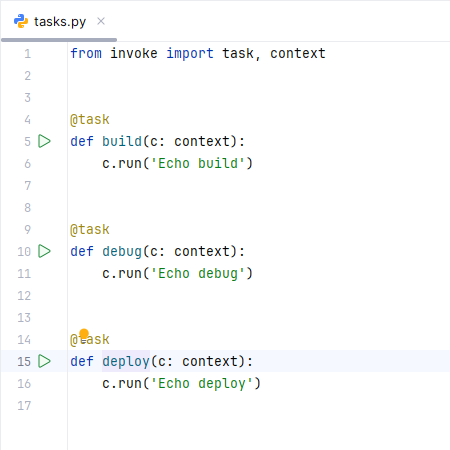 tasks.py
1 from invoke import task, context
2
3
4 @task
5 def build(c: context):
6 c.run('Echo build')
7
8
9 @task
10 def debug(c: context):
11 c.run('Echo debug')
12
13
14 @task
15 def deploy(c: context):
16 c.run('Echo deploy')
17